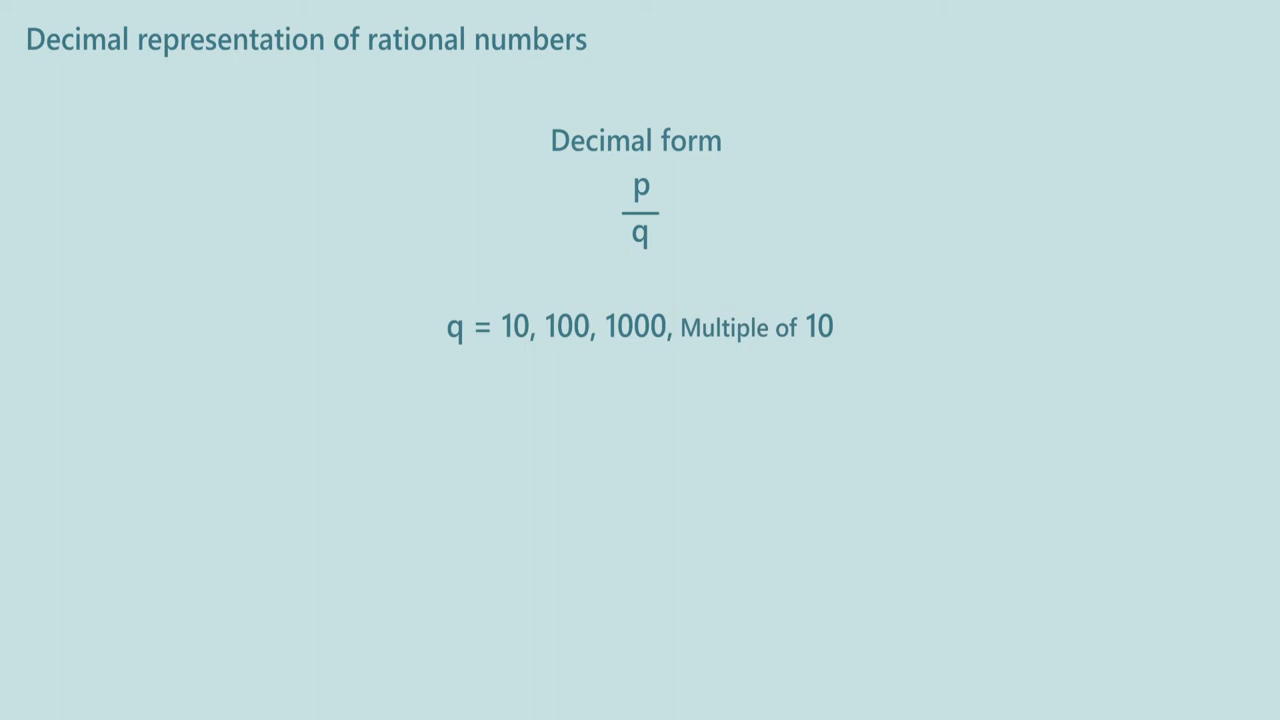 Decimal representation of rational numbers
Decimal form
p
q
q = 10, 100, 1000, Multiple of 10